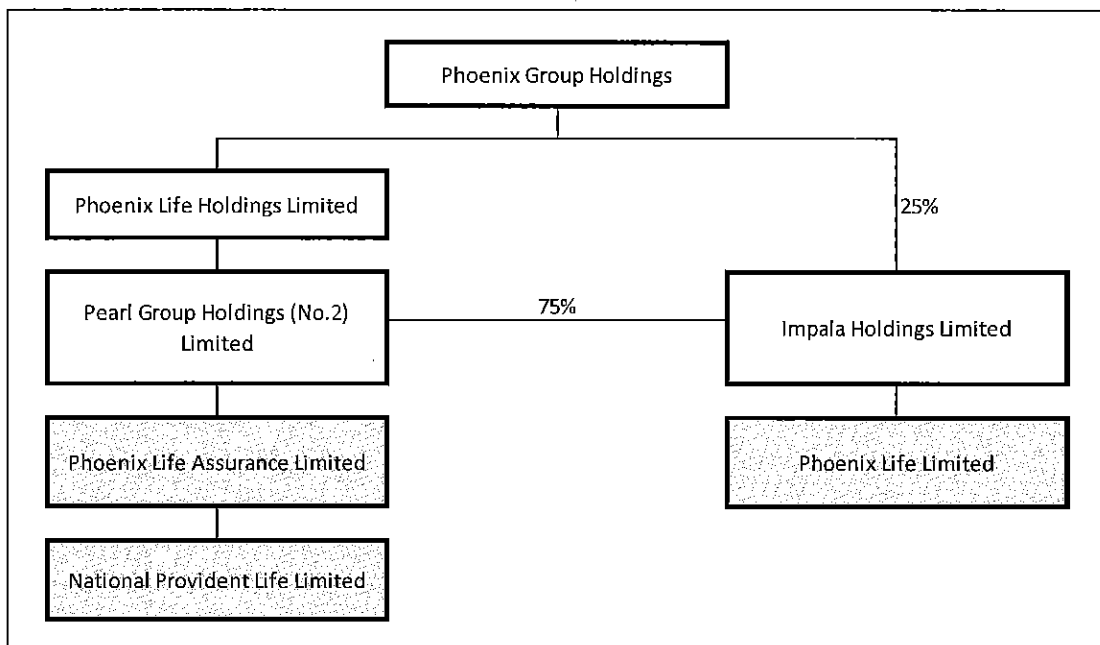 Phoenix Group Holdings
Phoenix Life Holdings Limited
25%
Pearl Group Holdings (No.2)
Limited
75%
Impala Holdings Limited
Phoenix Life Assurance Limited
Phoenix Life Limited
National Provident Life Limited